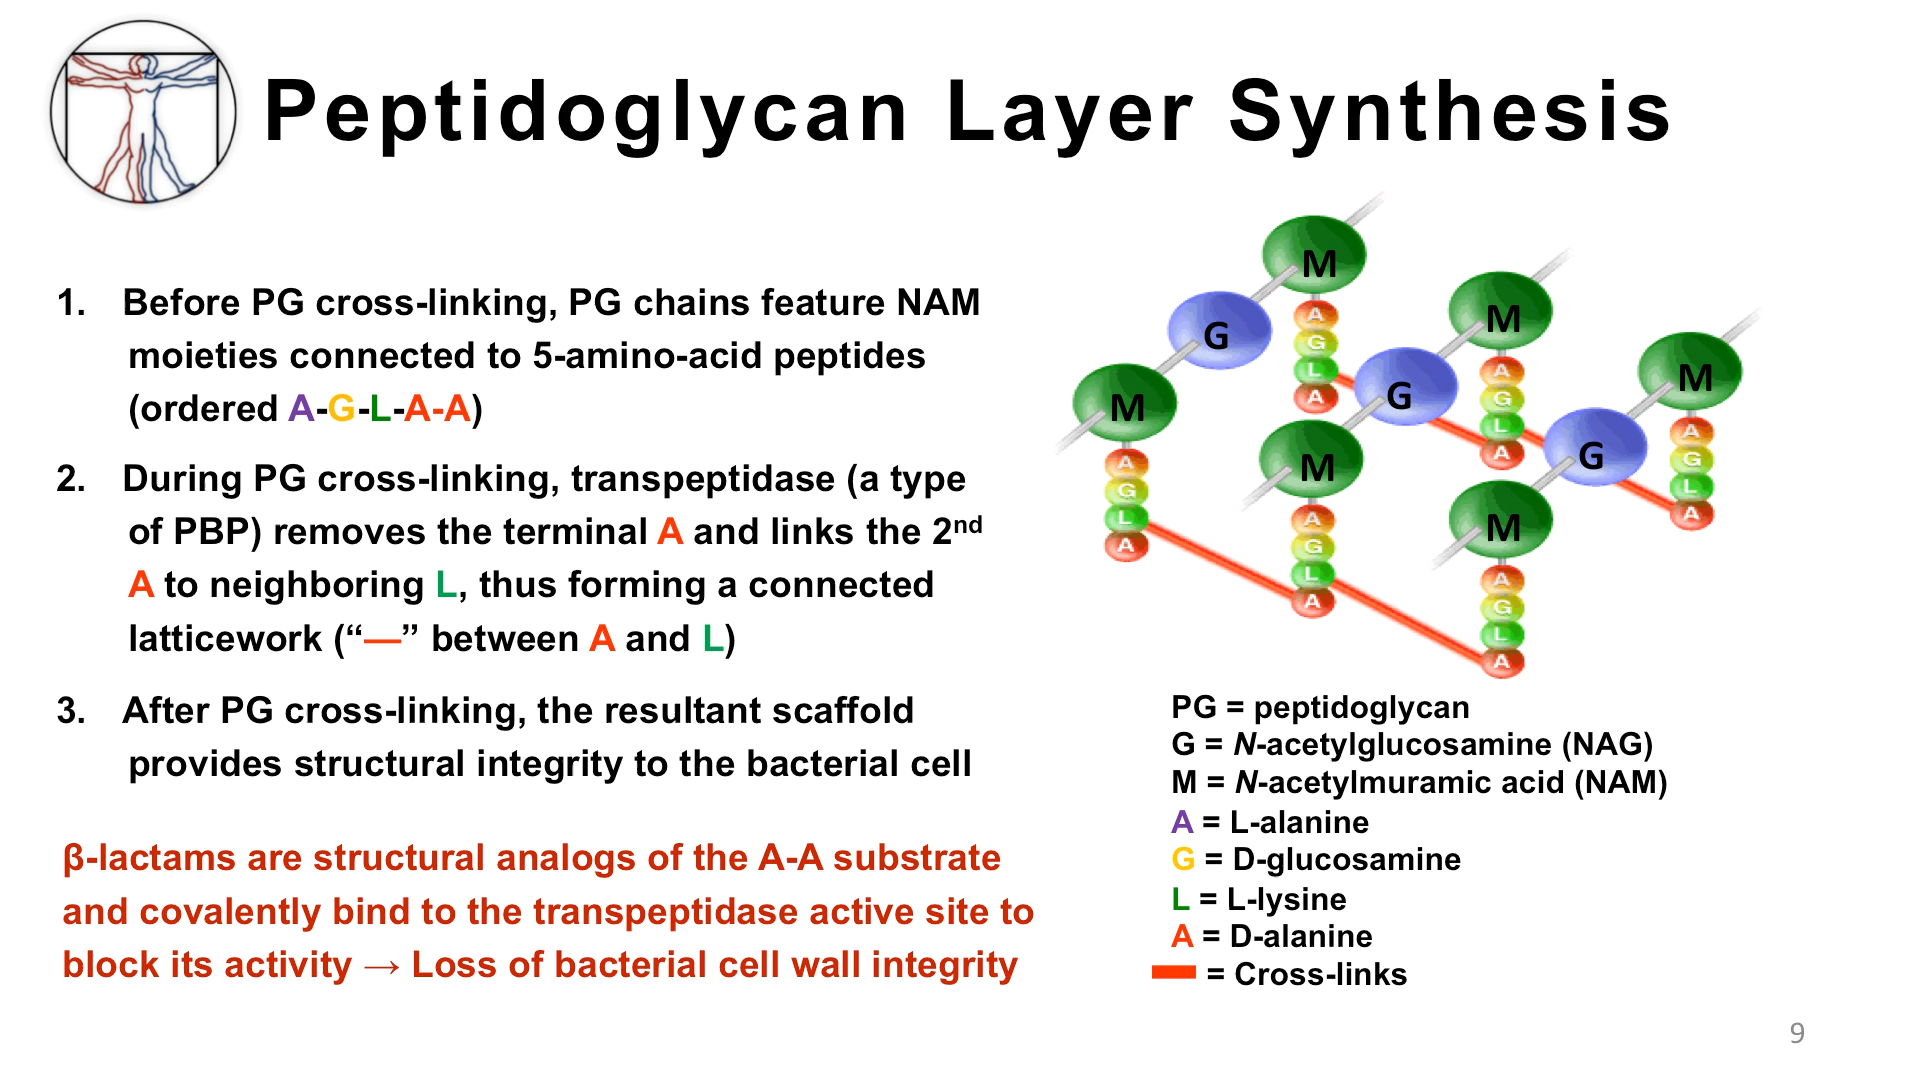 Peptidoglycan Layer Synthesis
1. Before PG cross-linking, PG chains feature NAM
moieties connected to 5-amino-acid peptides
(ordered A-G-L-A-A)
2. During PG cross-linking, transpeptidase (a type
of PBP) removes the terminal A and links the 2nd
A to neighboring L, thus forming a connected
latticework (“—” between A and L)
3. After PG cross-linking, the resultant scaffold
provides structural integrity to the bacterial cell
β-lactams are structural analogs of the A-A substrate
and covalently bind to the transpeptidase active site to
block its activity → Loss of bacterial cell wall integrity
M
G
M
A
G
L
A
M
A
G
L
A
G
M
A
G
L
A
M
A
G
L
A
G
M
A
G
L
A
M
A
G
L
A
PG = peptidoglycan
G = N-acetylglucosamine (NAG)
M = N-acetylmuramic acid (NAM)
A = L-alanine
G = D-glucosamine
L = L-lysine
A = D-alanine
= Cross-links
9